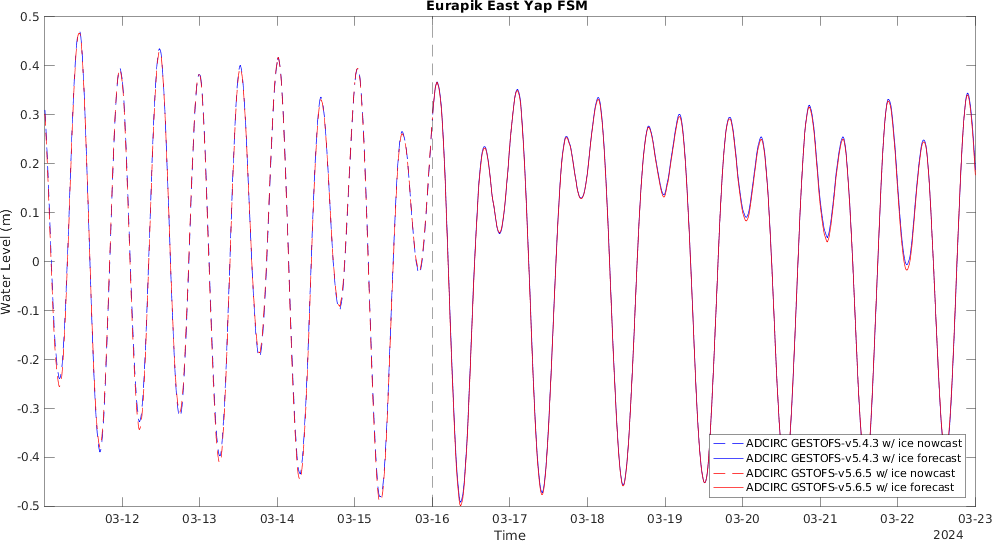 Eurapik East Yap FSM
0.5
0.4
0.3
0.2
0.1
0
-0.1
-0.2
-0.3
-0.4
-0.5
Water Level (m)
ADCIRC GESTOFS-v5.4.3 w/ ice nowcast
ADCIRC GESTOFS-v5.4.3 w/ ice forecast
ADCIRC GSTOFS-v5.6.5 w/ ice nowcast
ADCIRC GSTOFS-v5.6.5 w/ ice forecast
03-12 03-13 03-14 03-15 03-16 03-17 03-18 03-19 03-20 03-21 03-22 03-23
Time
2024